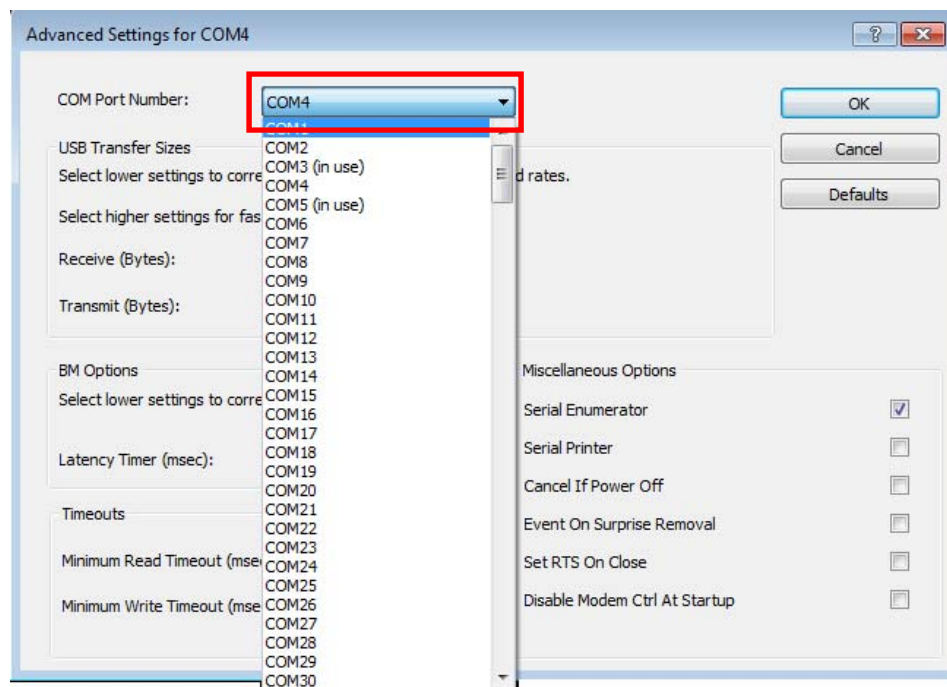 Advanced Settings for COM4
COM Port Number:
COM4
COM1
COM2
COM3 (in use)
COM4
COM5 (in use)
COM6
COM7
COM8
COM9
COM10
COM11
COM12
COM13
COM14
COM15
COM16
COM17
COM18
COM19
COM20
COM21
COM22
COM23
COM24
COM25
COM26
COM27
COM28
COM29
COM30
OK
Cancel
Defaults
USB Transfer Sizes
Select lower settings to corre d rates.
Select higher settings for fas
Receive (Bytes):
Transmit (Bytes):
BM Options
Select lower settings to corre
Latency Timer (msec):
Timeouts
Minimum Read Timeout (mse
Minimum Write Timeout (mse
Miscellaneous Options
Serial Enumerator
Serial Printer
Cancel If Power Off
Event On Surprise Removal
Set RTS On Close
Disable Modem Ctrl At Startup